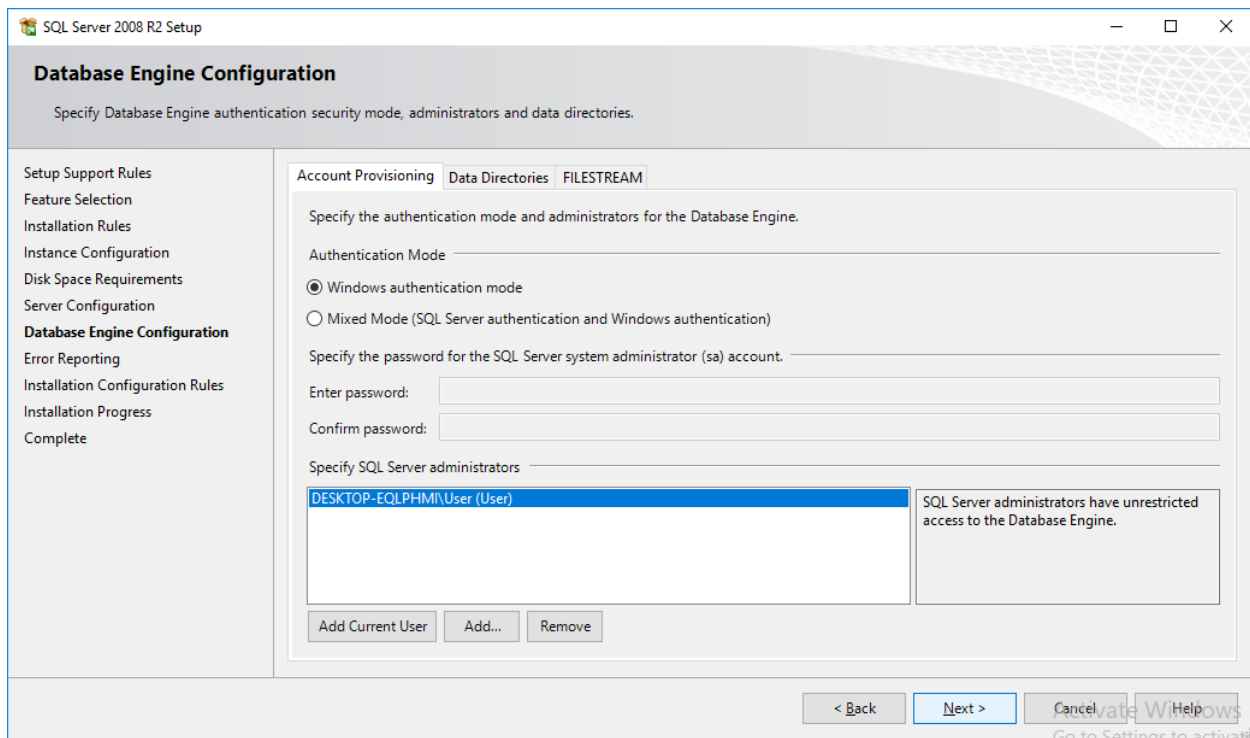 SQL Server 2008 R2 Setup
Database Engine Configuration
Specify Database Engine authentication security mode, administrators and data directories.
Setup Support Rules
Feature Selection
Installation Rules
Instance Configuration
Disk Space Requirements
Server Configuration
Database Engine Configuration
Error Reporting
Installation Configuration Rules
Installation Progress
Complete
Account Provisioning Data Directories FILESTREAM
Specify the authentication mode and administrators for the Database Engine.
Authentication Mode
Windows authentication mode
Mixed Mode (SQL Server authentication and Windows authentication)
Specify the password for the SQL Server system administrator (sa) account.
Enter password:
Confirm password:
Specify SQL Server administrators
DESKTOP-EQLPHMI\User (User)
SQL Server administrators have unrestricted
access to the Database Engine.
Add Current User Add... Remove
< Back Next > Cancel Help
Activate Windows
Go to Settings to